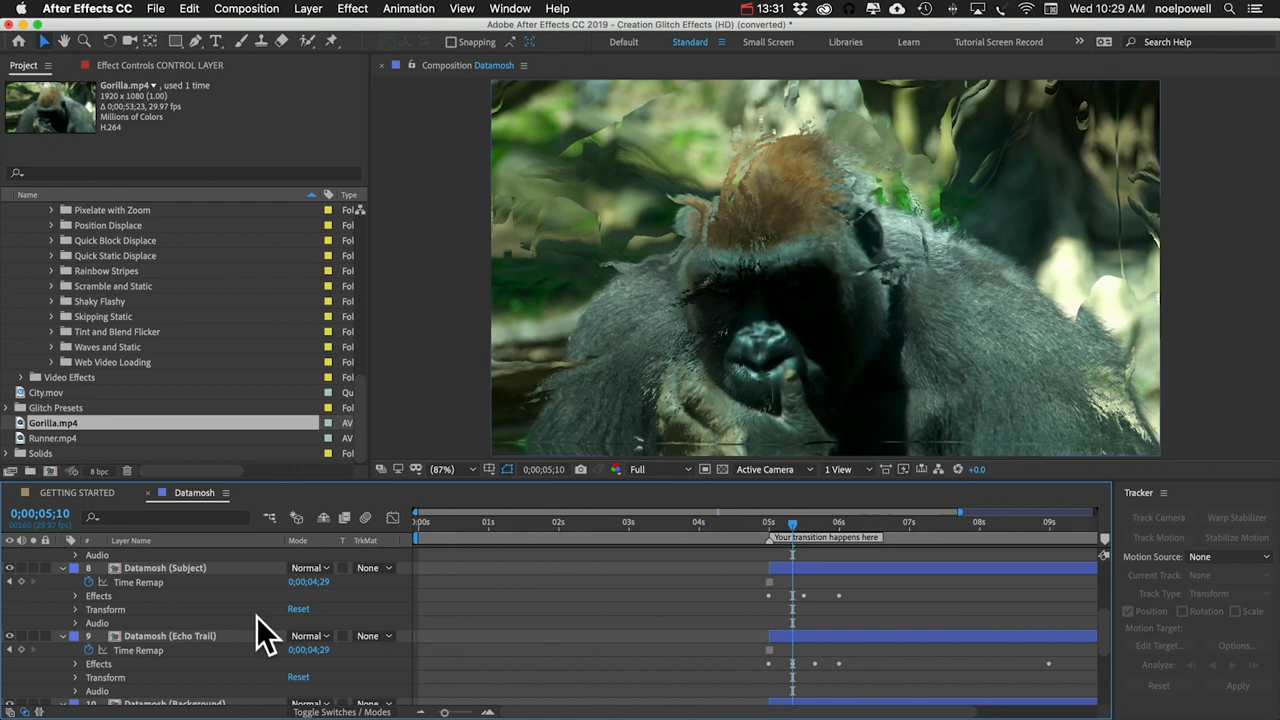 After Effects CC File Edit Composition Layer Effect Animation View Window Help 13:31 Wed 10:29 AM noelpowell
Adobe After Effects CC 2019 - Creation Glitch Effects (HD) (converted) *
Snapping Default Standard Small Screen Libraries Learn Tutorial Screen Record Search Help
Project Effect Controls CONTROL LAYER Composition Datamosh
Gorilla.mp4 , used 1 time
1920 x 1080 (1.00)
Δ 0;00;53;23, 29.97 fps
Millions of Colors
H.264
Name Type
Pixelate with Zoom Fol
Position Displace Fol
Quick Block Displace Fol
Quick Static Displace Fol
Rainbow Stripes Fol
Scramble and Static Fol
Shaky Flashy Fol
Skipping Static Fol
Tint and Blend Flicker Fol
Waves and Static Fol
Web Video Loading Fol
Video Effects Fol
City.mov Qu
Glitch Presets Fol
Gorilla.mp4 AV
Runner.mp4 AV
Solids Fol
8 bpc (87%) 0;00;05;10 Full Active Camera 1 View +0.0
GETTING STARTED Datamosh Tracker
0;00;05;10
00160 (29.97 fps)
:00s 01s 02s 03s 04s 05s 06s 07s 08s 09s
# Layer Name Mode T TrkMat Your transition happens here
Audio
8 Datamosh (Subject) Normal None
Time Remap 0;00;04;29
Effects
Transform Reset
Audio
9 Datamosh (Echo Trail) Normal None
Time Remap 0;00;04;29
Effects
Transform Reset
Audio
10 Datamosh (Background) Normal None
Toggle Switches / Modes
Track Camera Warp Stabilizer
Track Motion Stabilize Motion
Motion Source: None
Current Track: None
Track Type: Transform
Position Rotation Scale
Motion Target:
Edit Target... Options...
Analyze:
Reset Apply